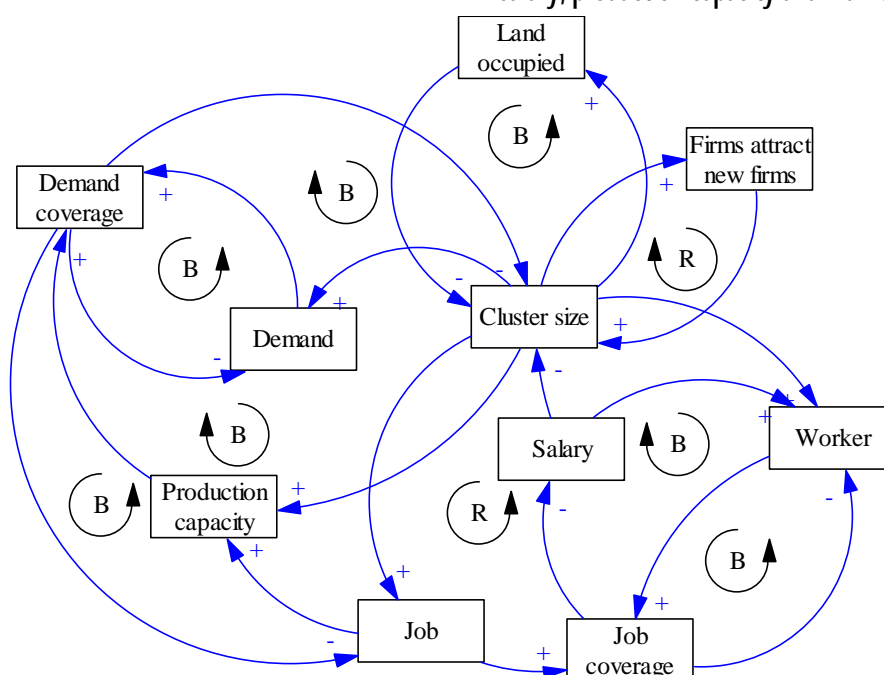 Land
occupied
+
B
Firms attract
new firms
+
Demand
coverage
+
B
R
+
B
-
-
+
Cluster size
+
Demand
-
-
+
+
B
Salary
B
Worker
Production
capacity
+
B
R
-
-
+
B
+
+
Job
-
+
Job
coverage